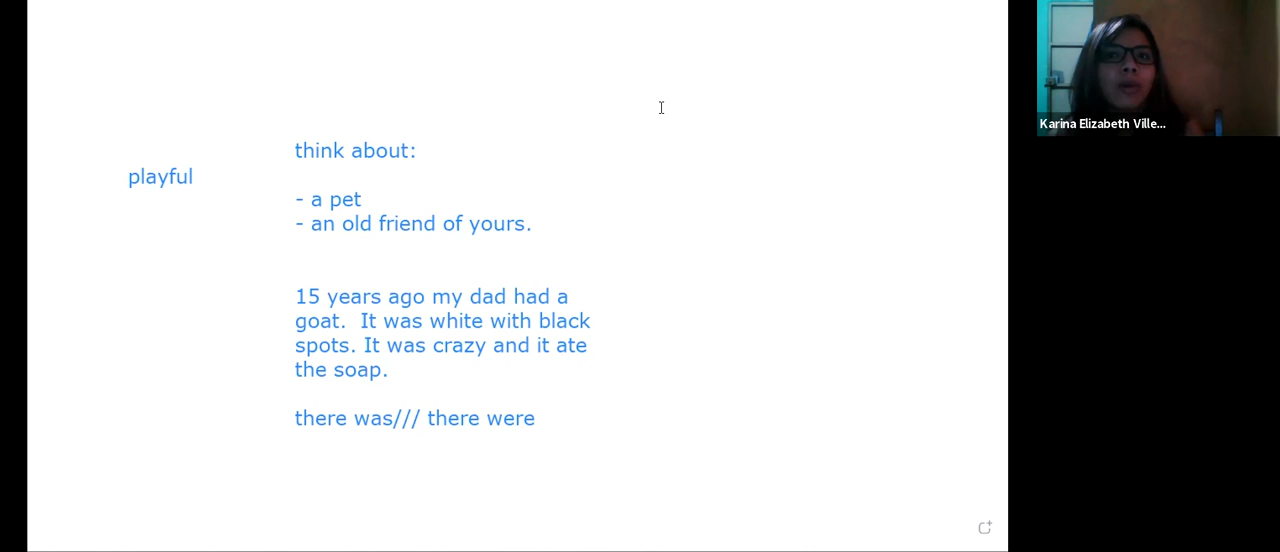 think about:
playful
- a pet
- an old friend of yours.
15 years ago my dad had a
goat.  It was white with black
spots. It was crazy and it ate
the soap.
there was/// there were
Karina Elizabeth Ville...